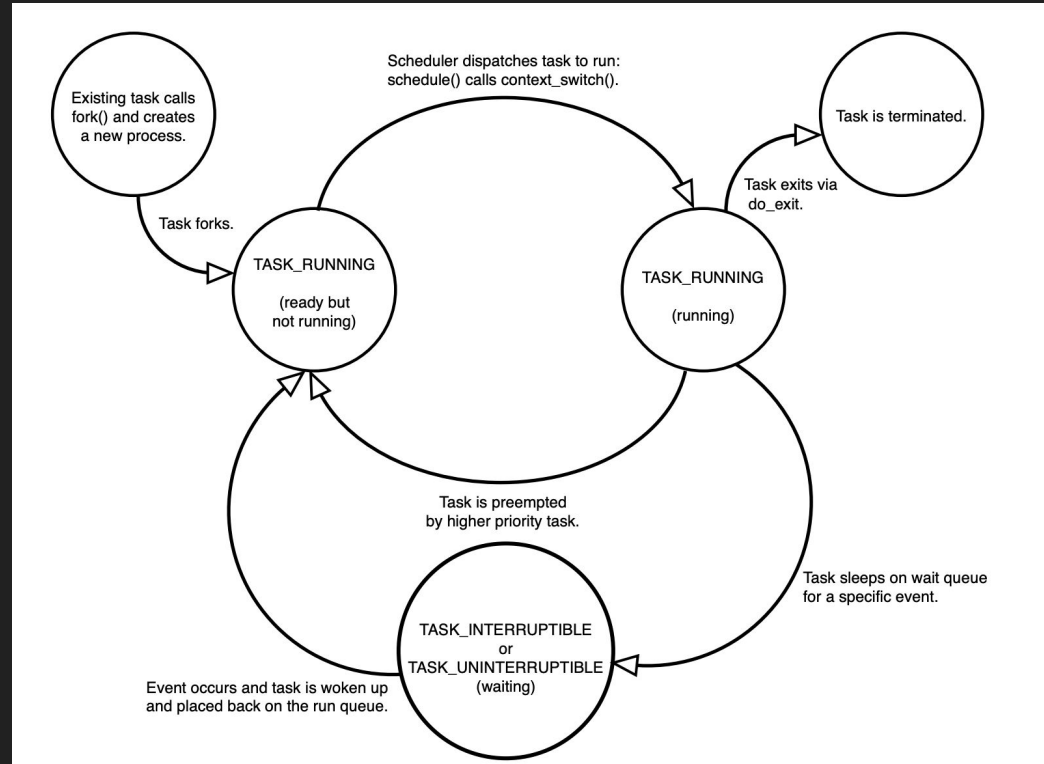 Existing task calls
fork() and creates
a new process.
Scheduler dispatches task to run:
schedule() calls context_switch().
Task is terminated.
Task forks.
Task exits via
do_exit.
TASK_RUNNING
(ready but
not running)
TASK_RUNNING
(running)
Task is preempted
by higher priority task.
Task sleeps on wait queue
for a specific event.
TASK_INTERRUPTIBLE
or
TASK_UNINTERRUPTIBLE
(waiting)
Event occurs and task is woken up
and placed back on the run queue.